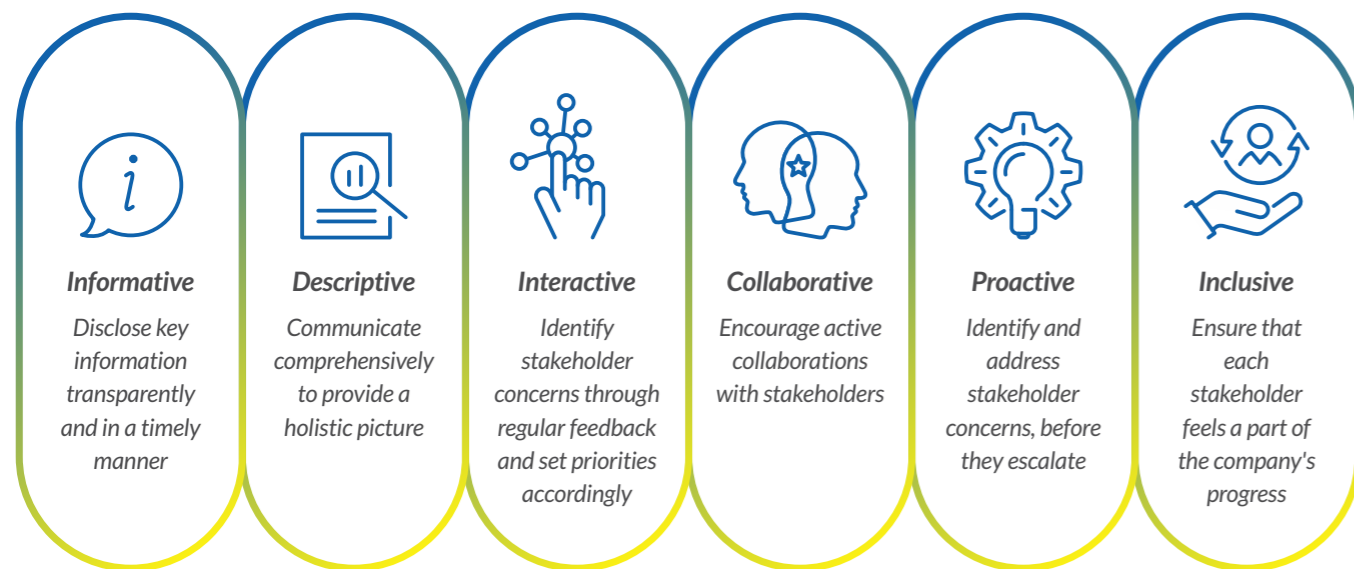 i
Informative
Disclose key
information
transparently
and in a timely
manner
Descriptive
Communicate
comprehensively
to provide a
holistic picture
Interactive
Identify
stakeholder
concerns through
regular feedback
and set priorities
accordingly
Collaborative
Encourage active
collaborations
with stakeholders
Proactive
Identify and
address
stakeholder
concerns, before
they escalate
Inclusive
Ensure that
each
stakeholder
feels a part of
the company's
progress